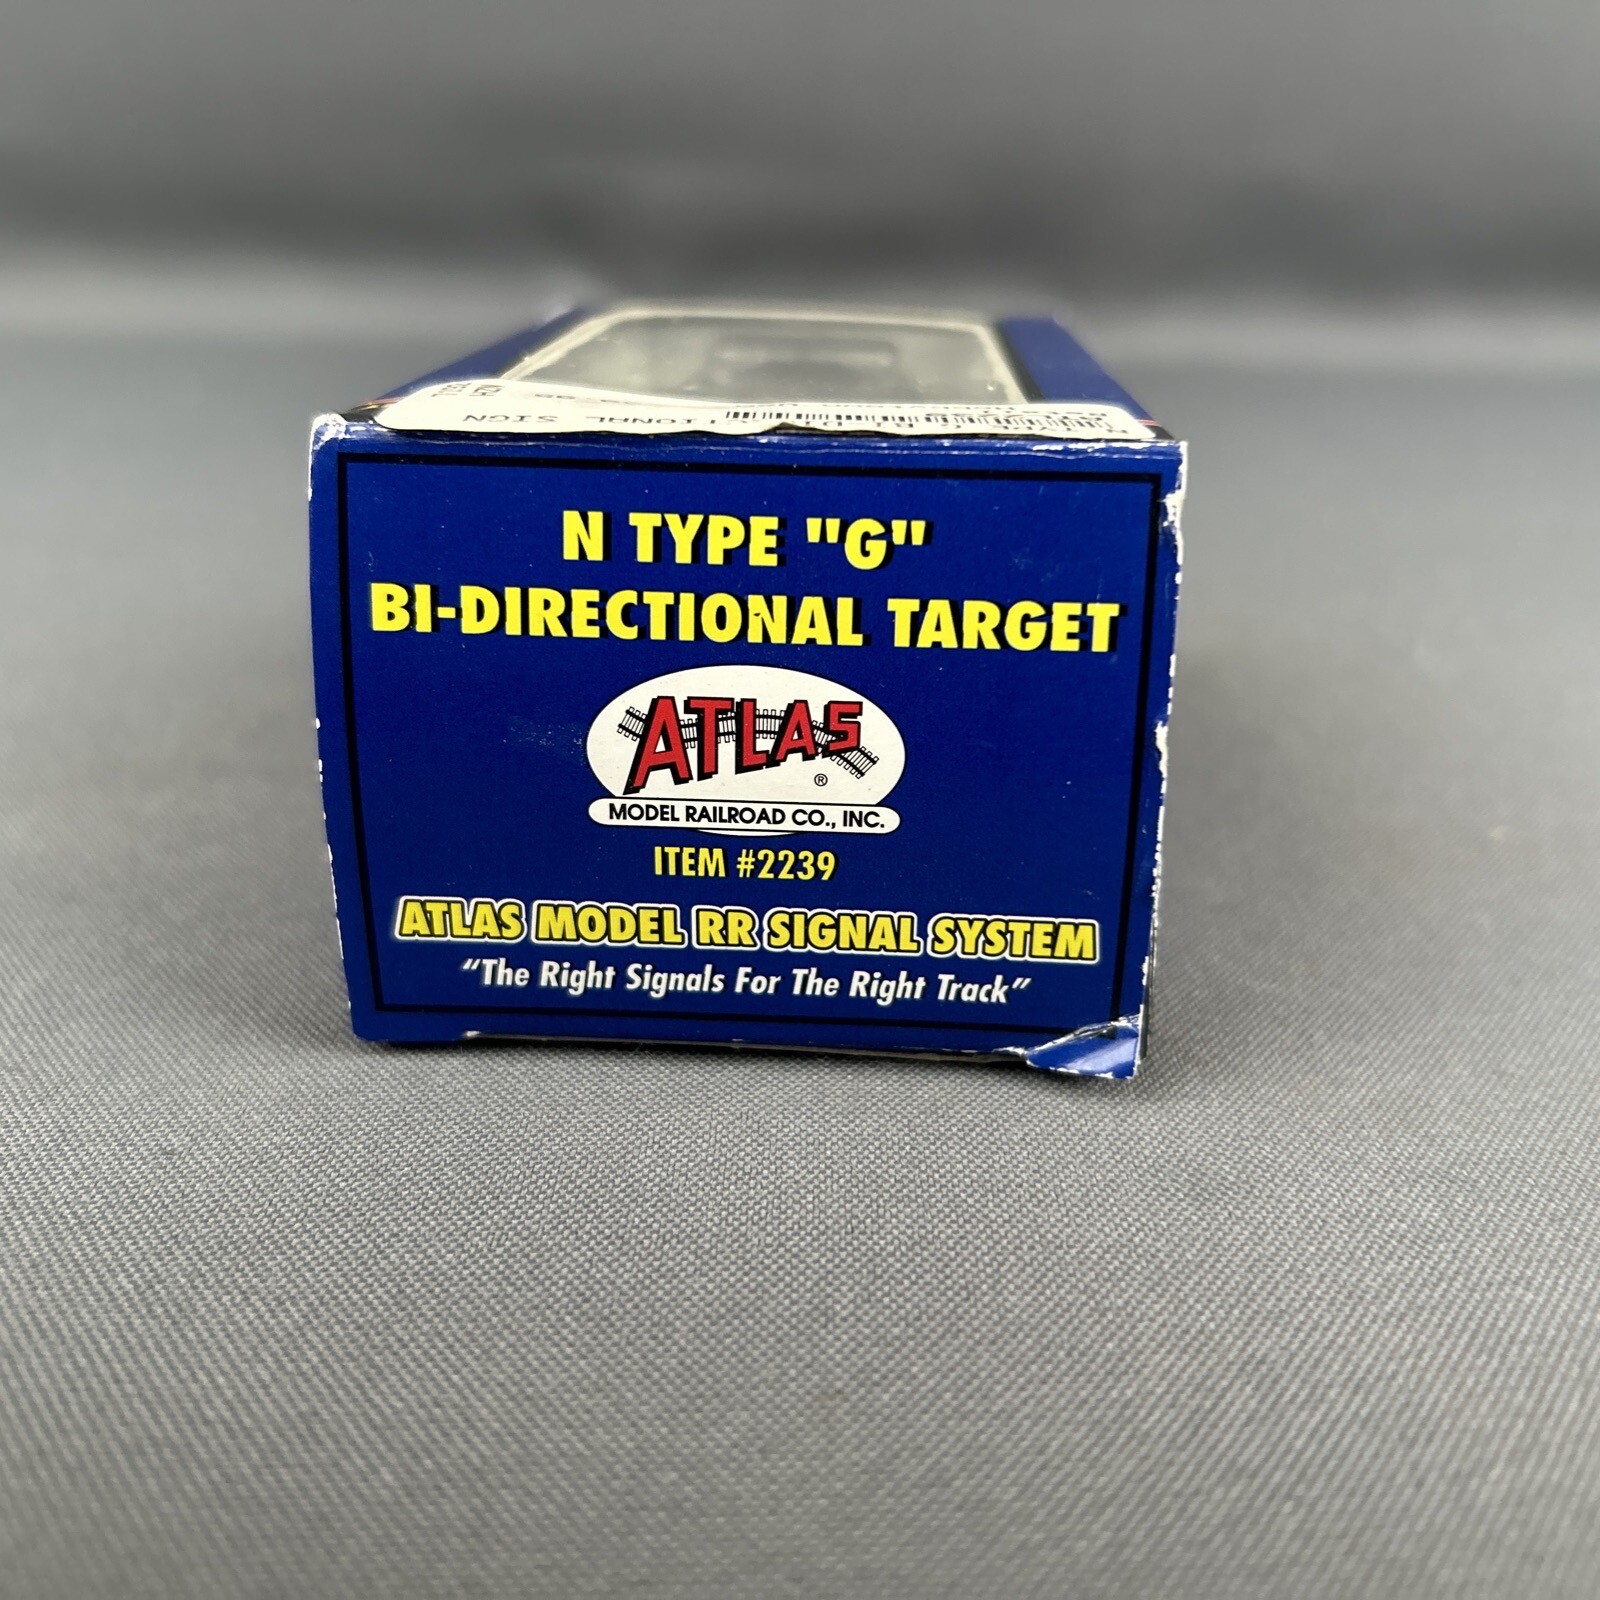 N TYPE "G"
BI-DIRECTIONAL TARGET
ATLAS
®
MODEL RAILROAD CO., INC.
ITEM #2239
ATLAS MODEL RR SIGNAL SYSTEM
"The Right Signals For The Right Track"